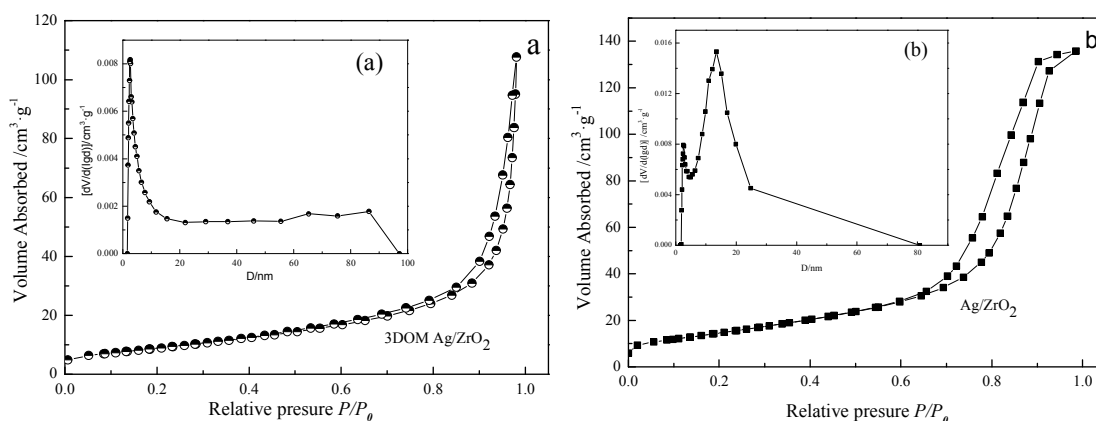 120
100
80
60
40
20
0
0.0 0.2 0.4 0.6 0.8 1.0
Volume Absorbed /cm³·g⁻¹
Relative presure P/P₀
a
3DOM Ag/ZrO₂
(a)
0.008
0.006
0.004
0.002
0.000
0 20 40 60 80 100
[dV/d(lgd)]/cm³·g⁻¹
D/nm
140
120
100
80
60
40
20
0
0.0 0.2 0.4 0.6 0.8 1.0
Volume Absorbed /cm³·g⁻¹
Relative presure P/P₀
b
Ag/ZrO₂
(b)
0.016
0.012
0.008
0.004
0.000
0 20 40 60 80
[dV/d(lgd)] /cm³·g⁻¹
D/nm